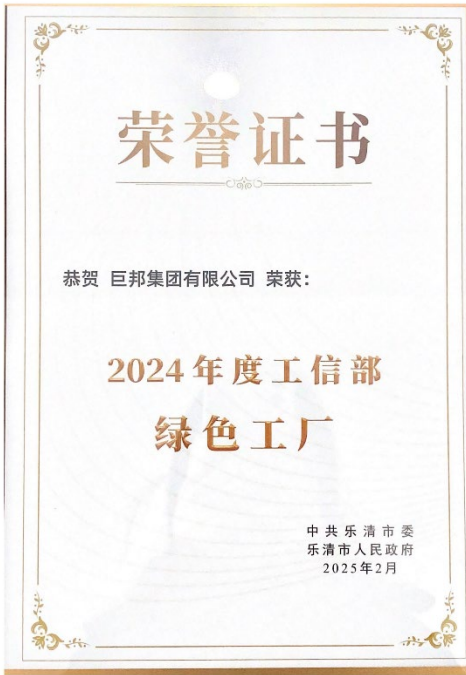 荣誉证书
恭贺 巨邦集团有限公司 荣获：
2024年度工信部
绿色工厂
中共乐清市委
乐清市人民政府
2025年2月